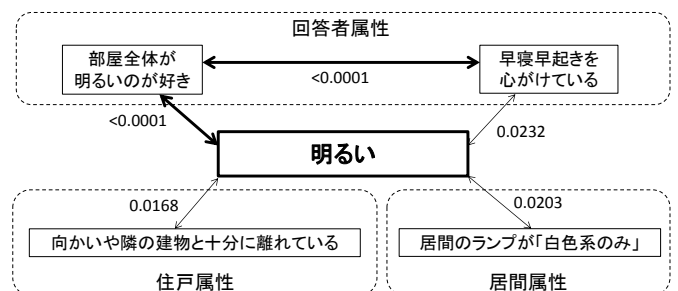 回答者属性
部屋全体が
明るいのが好き
早寝早起きを
心がけている
<0.0001
<0.0001
0.0232
明るい
0.0168
0.0203
向かいや隣の建物と十分に離れている
居間のランプが「白色系のみ」
住戸属性
居間属性